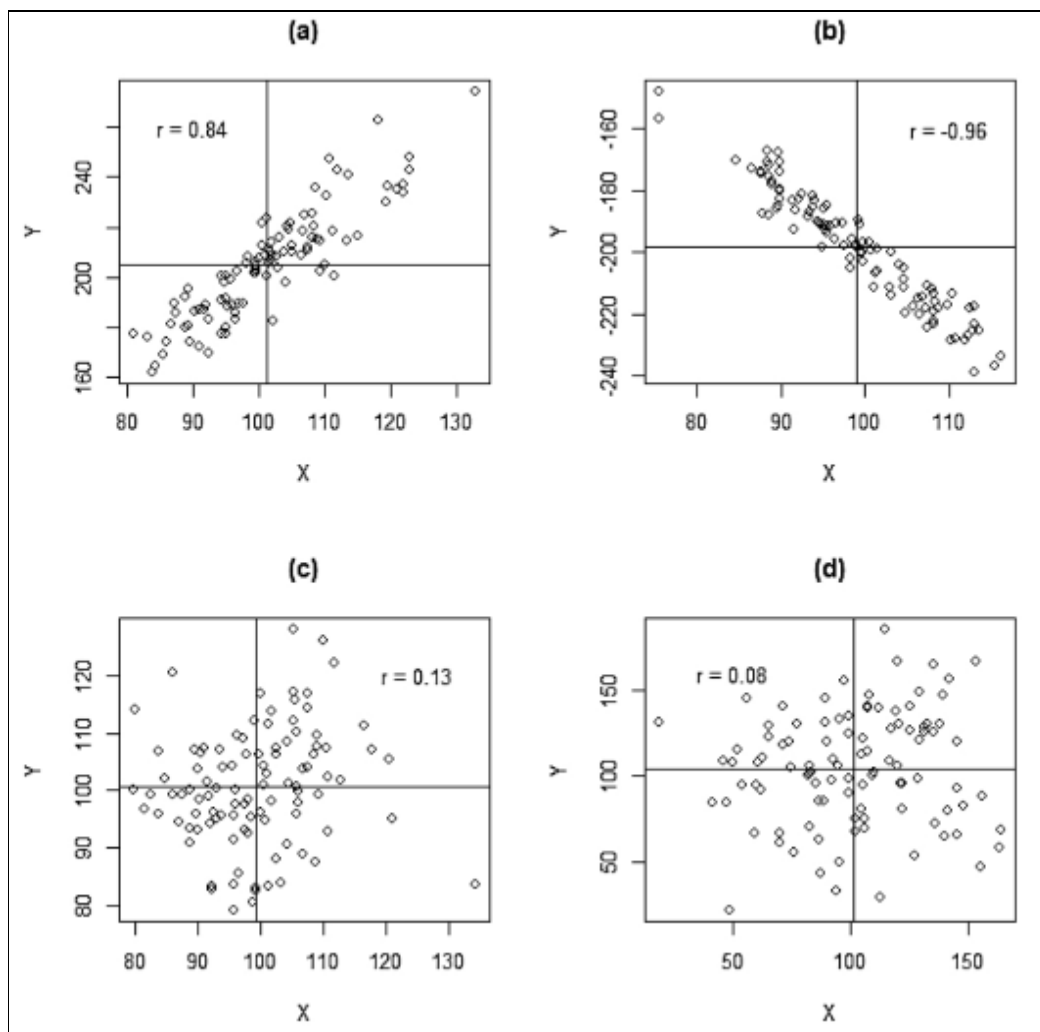 (a)
r = 0.84
Y
240
200
160
80 90 100 110 120 130
X
(b)
r = -0.96
Y
-160
-180
-200
-220
-240
80 90 100 110
X
(c)
r = 0.13
Y
120
110
100
90
80
80 90 100 110 120 130
X
(d)
r = 0.08
Y
150
100
50
50 100 150
X